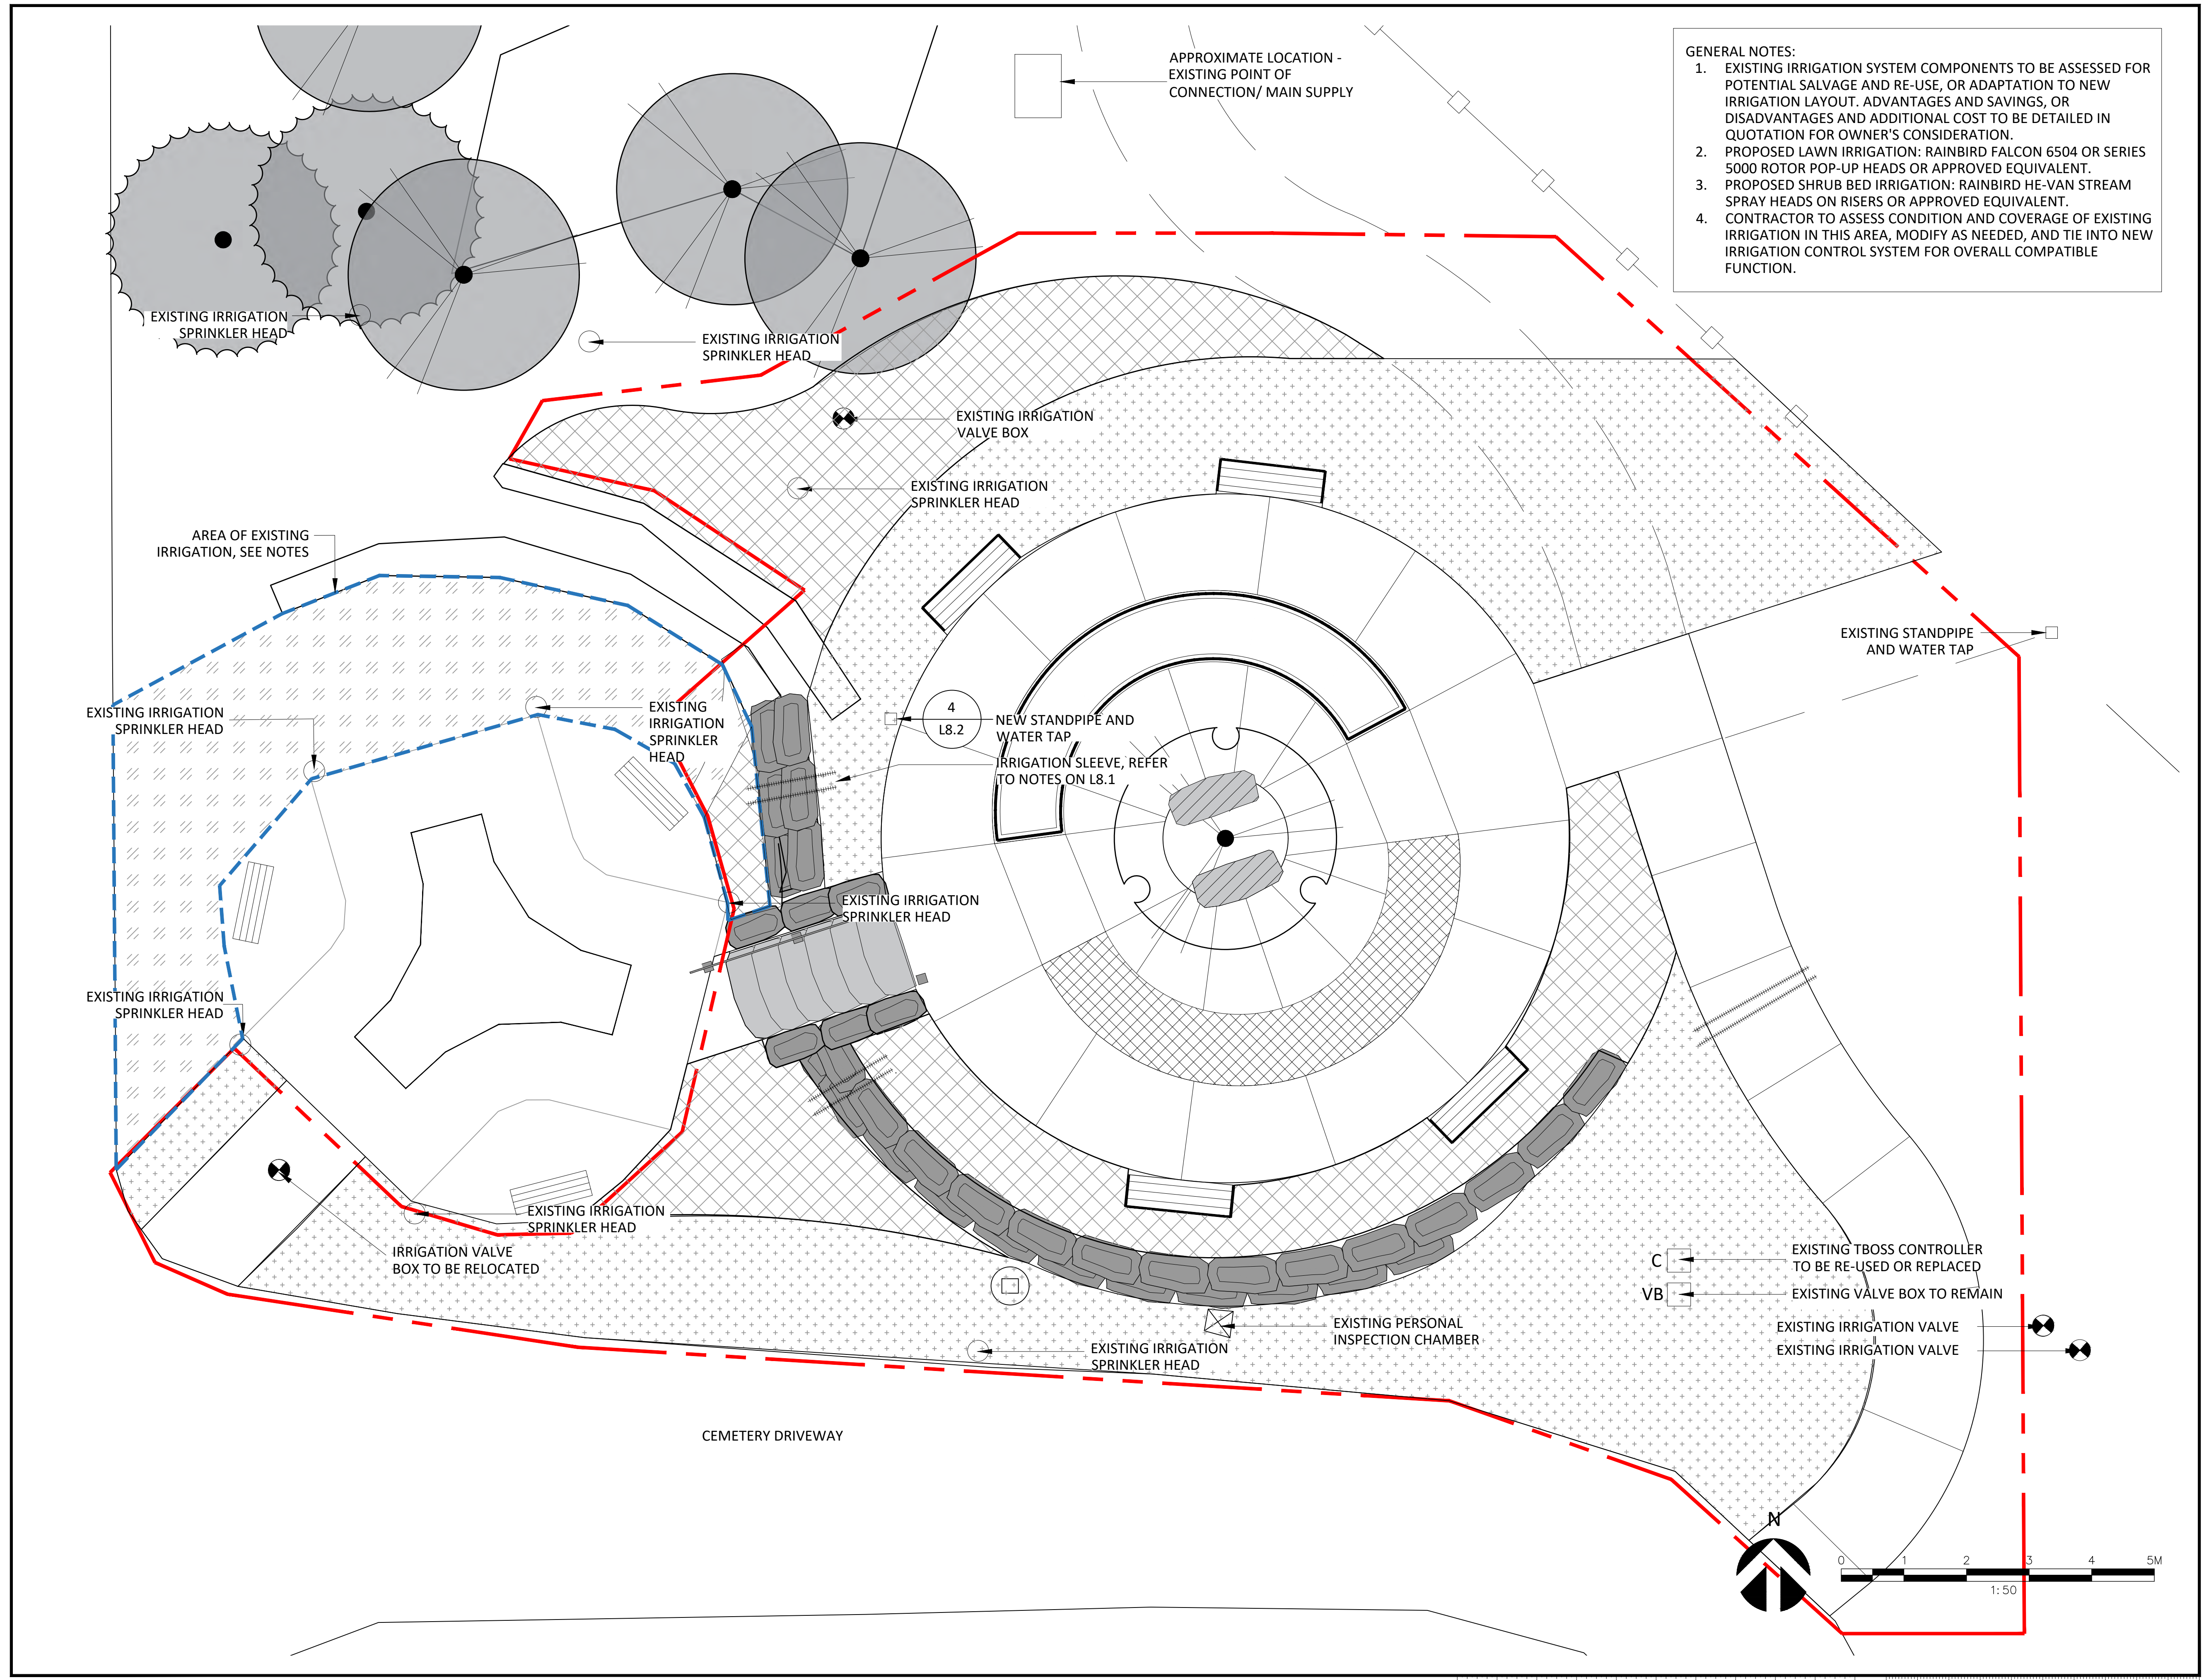 APPROXIMATE LOCATION -
EXISTING POINT OF
CONNECTION/ MAIN SUPPLY
GENERAL NOTES:
1. EXISTING IRRIGATION SYSTEM COMPONENTS TO BE ASSESSED FOR
POTENTIAL SALVAGE AND RE-USE, OR ADAPTATION TO NEW
IRRIGATION LAYOUT. ADVANTAGES AND SAVINGS, OR
DISADVANTAGES AND ADDITIONAL COST TO BE DETAILED IN
QUOTATION FOR OWNER'S CONSIDERATION.
2. PROPOSED LAWN IRRIGATION: RAINBIRD FALCON 6504 OR SERIES
5000 ROTOR POP-UP HEADS OR APPROVED EQUIVALENT.
3. PROPOSED SHRUB BED IRRIGATION: RAINBIRD HE-VAN STREAM
SPRAY HEADS ON RISERS OR APPROVED EQUIVALENT.
4. CONTRACTOR TO ASSESS CONDITION AND COVERAGE OF EXISTING
IRRIGATION IN THIS AREA, MODIFY AS NEEDED, AND TIE INTO NEW
IRRIGATION CONTROL SYSTEM FOR OVERALL COMPATIBLE
FUNCTION.
EXISTING IRRIGATION
SPRINKLER HEAD
EXISTING IRRIGATION
SPRINKLER HEAD
EXISTING IRRIGATION
VALVE BOX
EXISTING IRRIGATION
SPRINKLER HEAD
AREA OF EXISTING
IRRIGATION, SEE NOTES
EXISTING STANDPIPE
AND WATER TAP
EXISTING IRRIGATION
SPRINKLER HEAD
EXISTING
IRRIGATION
SPRINKLER
HEAD
4
L8.2
NEW STANDPIPE AND
WATER TAP
IRRIGATION SLEEVE, REFER
TO NOTES ON L8.1
EXISTING IRRIGATION
SPRINKLER HEAD
EXISTING IRRIGATION
SPRINKLER HEAD
EXISTING IRRIGATION
SPRINKLER HEAD
IRRIGATION VALVE
BOX TO BE RELOCATED
C
EXISTING TBOSS CONTROLLER
TO BE RE-USED OR REPLACED
VB
EXISTING VALVE BOX TO REMAIN
EXISTING PERSONAL
INSPECTION CHAMBER
EXISTING IRRIGATION VALVE
EXISTING IRRIGATION VALVE
EXISTING IRRIGATION
SPRINKLER HEAD
CEMETERY DRIVEWAY
N
0 1 2 3 4 5M
1:50